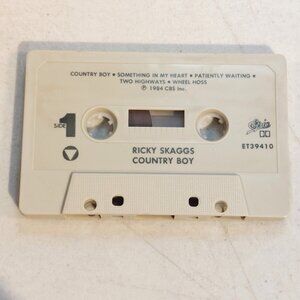 COUNTRY BOY • SOMETHING IN MY HEART • PATIENTLY WAITING •
TWO HIGHWAYS • WHEEL HOSS
℗ 1984 CBS Inc.
SIDE 1
Epic
ET39410
RICKY SKAGGS
COUNTRY BOY